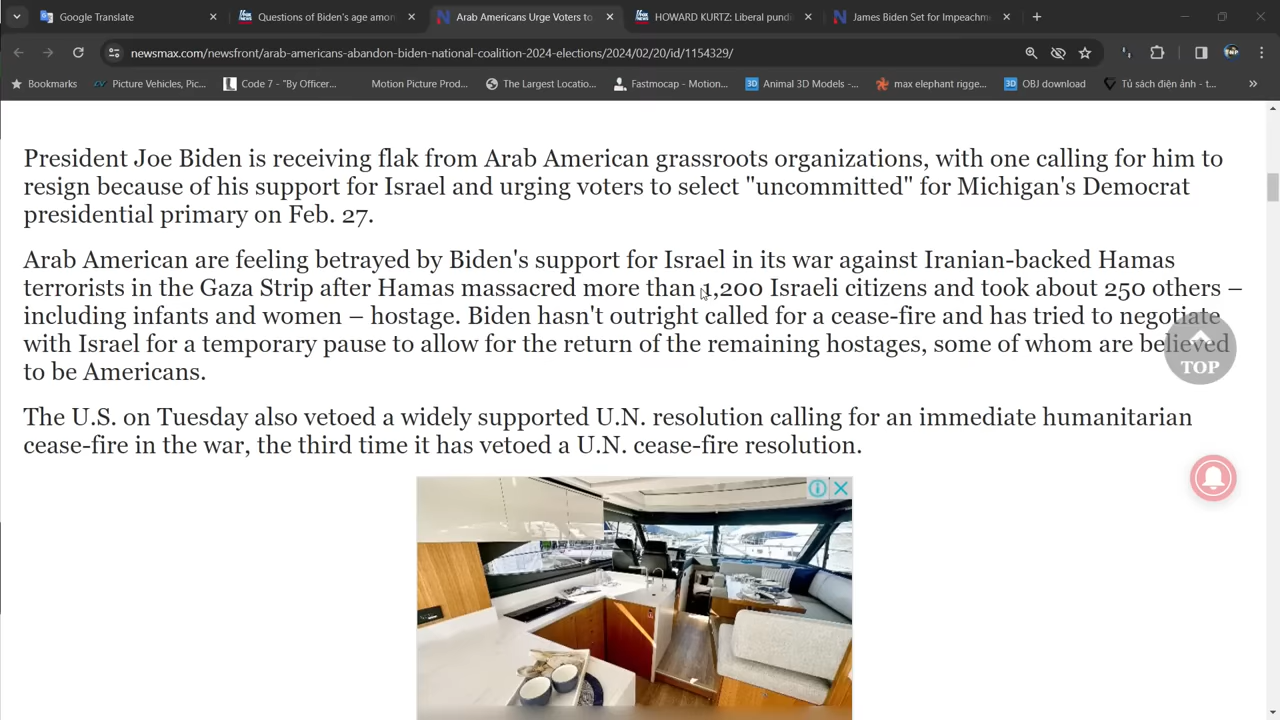 Google Translate
Questions of Biden's age amon
Arab Americans Urge Voters to
HOWARD KURTZ: Liberal pundi
James Biden Set for Impeachme
newsmax.com/newsfront/arab-americans-abandon-biden-national-coalition-2024-elections/2024/02/20/id/1154329/
Bookmarks
Picture Vehicles, Pic...
Code 7 - "By Officer...
Motion Picture Prod...
The Largest Locatio...
Fastmocap - Motion...
Animal 3D Models -...
max elephant rigge...
OBJ download
Tủ sách điện ảnh - t...
President Joe Biden is receiving flak from Arab American grassroots organizations, with one calling for him to
resign because of his support for Israel and urging voters to select "uncommitted" for Michigan's Democrat
presidential primary on Feb. 27.
Arab American are feeling betrayed by Biden's support for Israel in its war against Iranian-backed Hamas
terrorists in the Gaza Strip after Hamas massacred more than 1,200 Israeli citizens and took about 250 others –
including infants and women – hostage. Biden hasn't outright called for a cease-fire and has tried to negotiate
with Israel for a temporary pause to allow for the return of the remaining hostages, some of whom are believed
to be Americans.
TOP
The U.S. on Tuesday also vetoed a widely supported U.N. resolution calling for an immediate humanitarian
cease-fire in the war, the third time it has vetoed a U.N. cease-fire resolution.